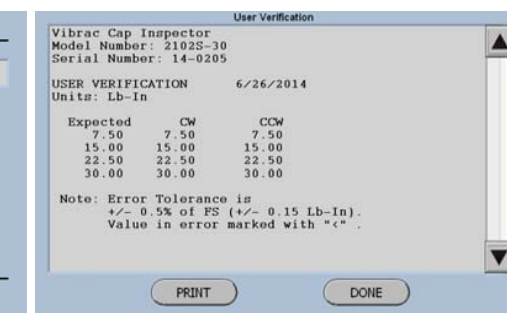 User Verification
Vibrac Cap Inspector
Model Number: 2102S-30
Serial Number: 14-0205
USER VERIFICATION 6/26/2014
Units: Lb-In
Expected CW CCW
7.50 7.50 7.50
15.00 15.00 15.00
22.50 22.50 22.50
30.00 30.00 30.00
Note: Error Tolerance is
+/- 0.5% of FS (+/- 0.15 Lb-In).
Value in error marked with "<" .
PRINT DONE